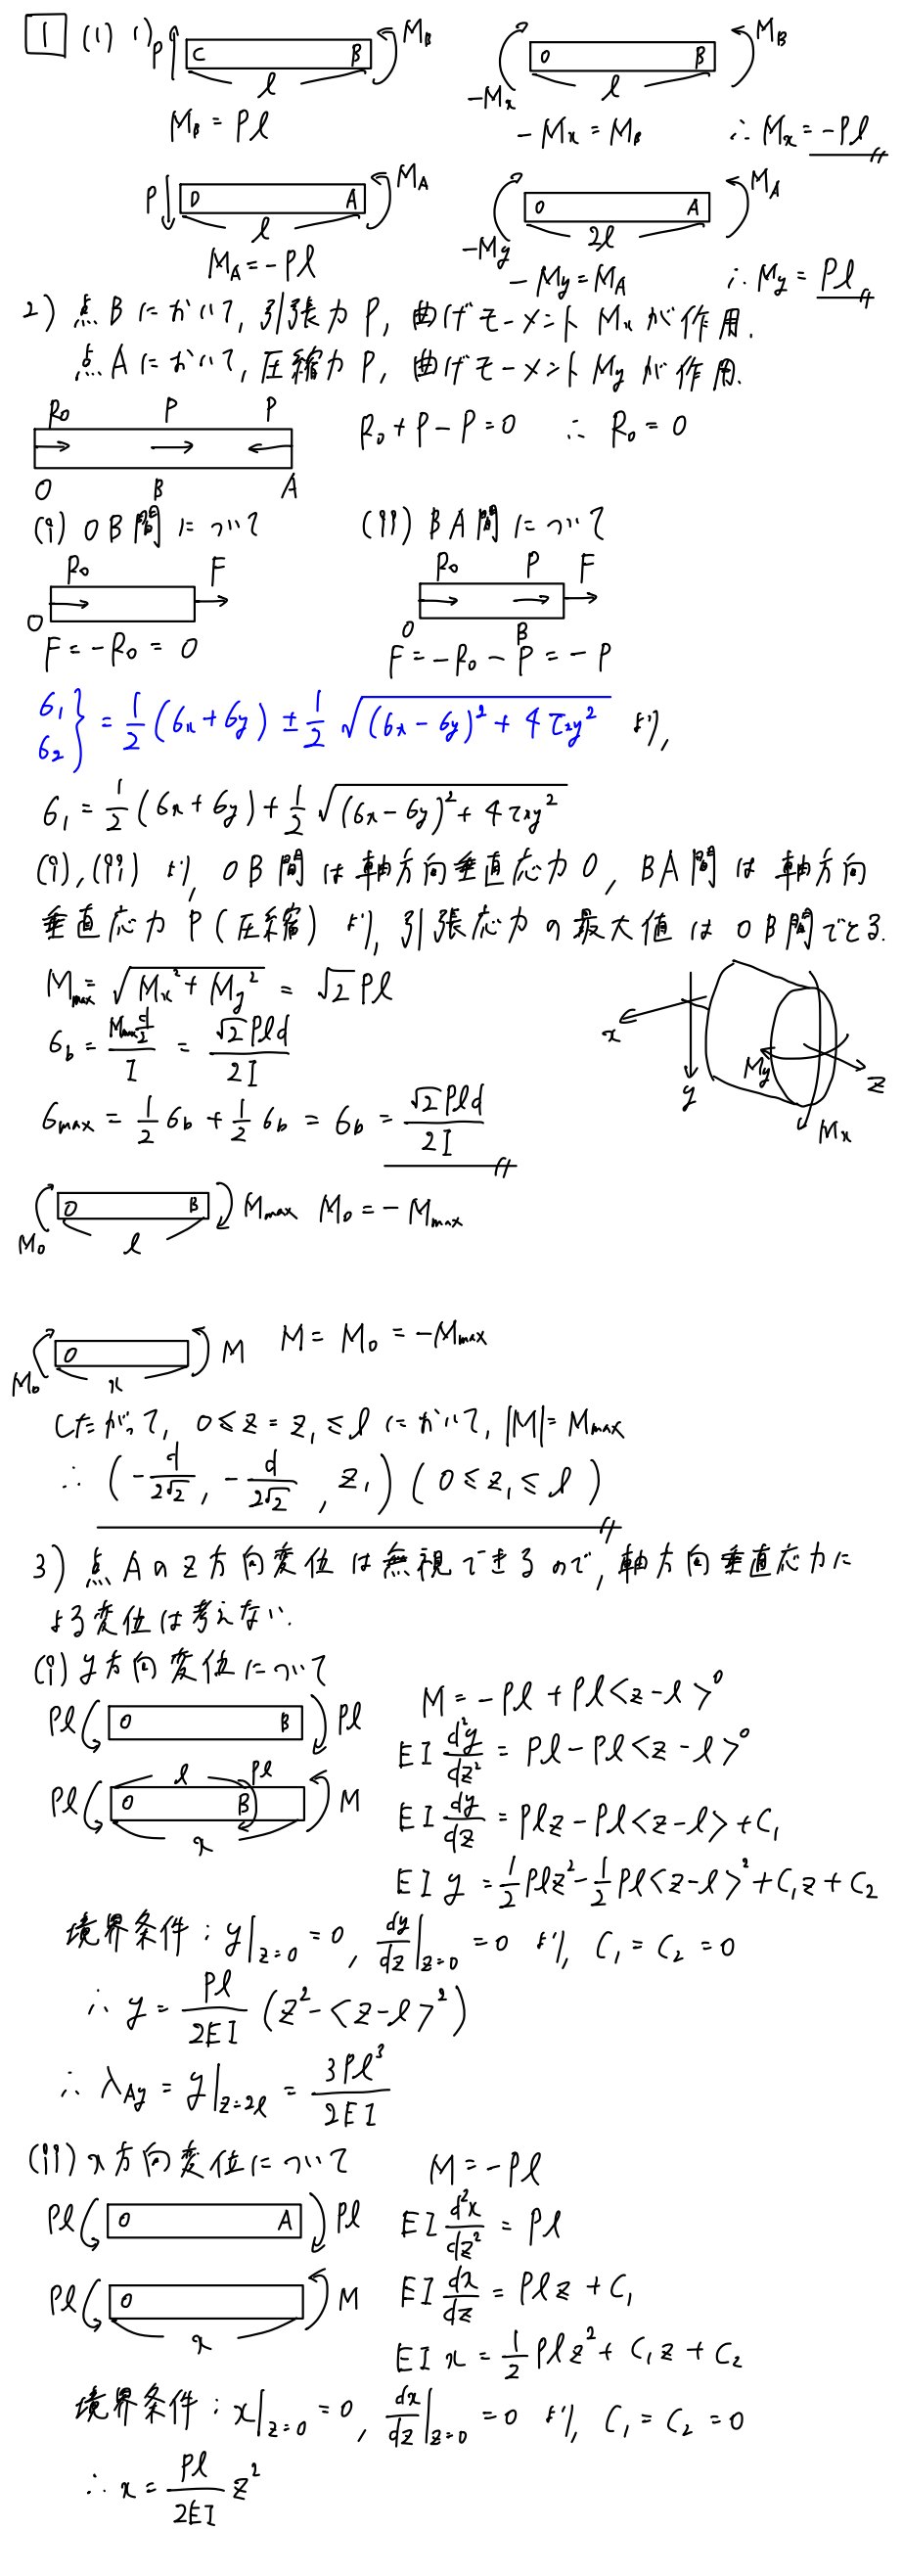 1 (1) 1)
P C B M_B l
-M_x O B M_B l
M_B = Pl
-M_x = M_B ∴ M_x = -Pl
P D A M_A l
-M_y O A M_A 2l
M_A = -Pl
-M_y = M_A ∴ M_y = Pl
2) 点Bにおいて, 引張力 P, 曲げモーメント M_x が作用.
点Aにおいて, 圧縮力 P, 曲げモーメント M_y が作用.
R_0 P P
O B A
R_0 + P - P = 0 ∴ R_0 = 0
(i) OB間について
(ii) BA間について
R_0 F
O
R_0 P F
O B
F = -R_0 = 0
F = -R_0 - P = -P
σ_1 σ_2 } = 1/2 (σ_x + σ_y) ± 1/2 √((σ_x - σ_y)^2 + 4τ_xy^2) より,
σ_1 = 1/2 (σ_x + σ_y) + 1/2 √((σ_x - σ_y)^2 + 4τ_xy^2)
(i), (ii) より, OB間は軸方向垂直応力 0, BA間は軸方向
垂直応力 P (圧縮) より, 引張応力の最大値は OB間でとる.
M_max = √(M_x^2 + M_y^2) = √2 Pl
σ_b = (M_max d/2)/I = √2Pld/2I
σ_max = 1/2 σ_b + 1/2 σ_b = σ_b = √2Pld/2I
x y z M_y M_x
M_0 O B l M_max M_0 = -M_max
M_0 O x M M = M_0 = -M_max
したがって, 0 ≤ z = z_1 ≤ l において, |M| = M_max
∴ (-d/2√2, -d/2√2, z_1) (0 ≤ z_1 ≤ l)
3) 点Aのz方向変位は無視できるので, 軸方向垂直応力に
よる変位は考えない.
(i) y方向変位について
Pl O B Pl
M = -Pl + Pl<z-l>^0
EI d^2y/dz^2 = Pl - Pl<z-l>^0
Pl O l B Pl M x
EI dy/dz = Plz - Pl<z-l> + C_1
EI y = 1/2 Plz^2 - 1/2 Pl<z-l>^2 + C_1z + C_2
境界条件 : y|_z=0 = 0, dy/dz|_z=0 = 0 より, C_1 = C_2 = 0
∴ y = Pl/2EI (z^2 - <z-l>^2)
∴ λ_Ay = y|_z=2l = 3Pl^3/2EI
(ii) x方向変位について
M = -Pl
Pl O A Pl
EI d^2x/dz^2 = Pl
Pl O x M
EI dx/dz = Plz + C_1
EI x = 1/2 Plz^2 + C_1z + C_2
境界条件 : x|_z=0 = 0, dx/dz|_z=0 = 0 より, C_1 = C_2 = 0
∴ x = Pl/2EI z^2